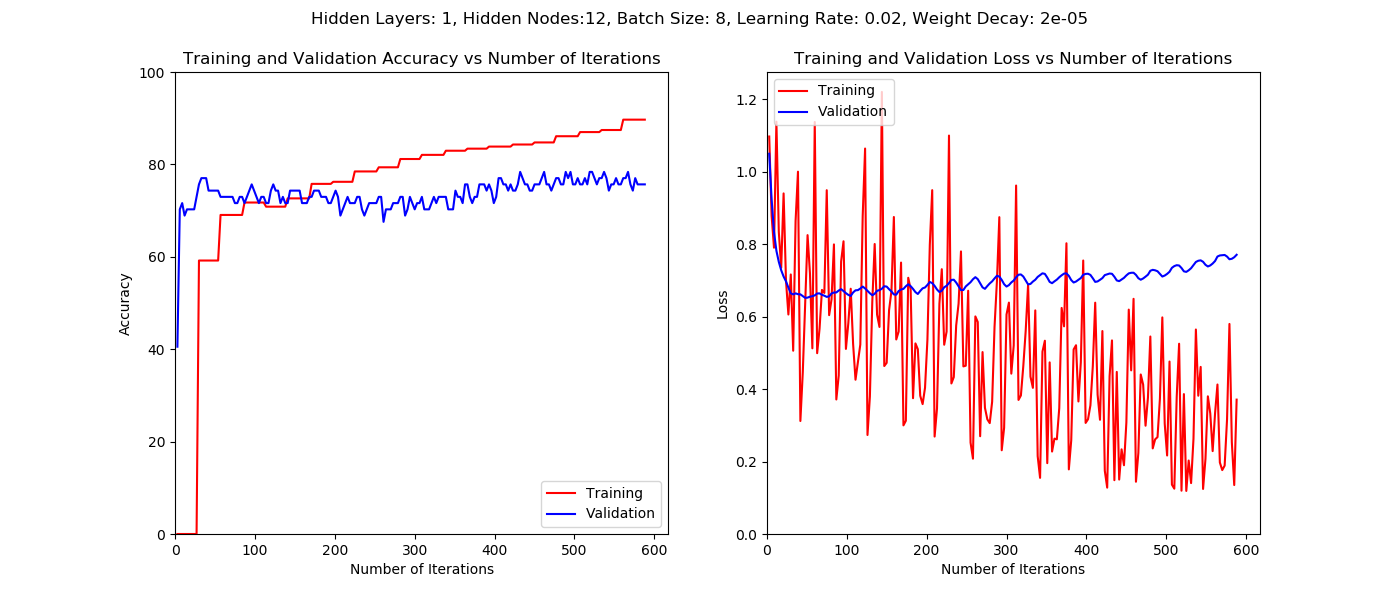 Hidden Layers: 1, Hidden Nodes:12, Batch Size: 8, Learning Rate: 0.02, Weight Decay: 2e-05
Training and Validation Accuracy vs Number of Iterations
100
80
60
40
20
0
Accuracy
0 100 200 300 400 500 600
Number of Iterations
Training
Validation
Training and Validation Loss vs Number of Iterations
1.2
1.0
0.8
0.6
0.4
0.2
0.0
Loss
0 100 200 300 400 500 600
Number of Iterations
Training
Validation